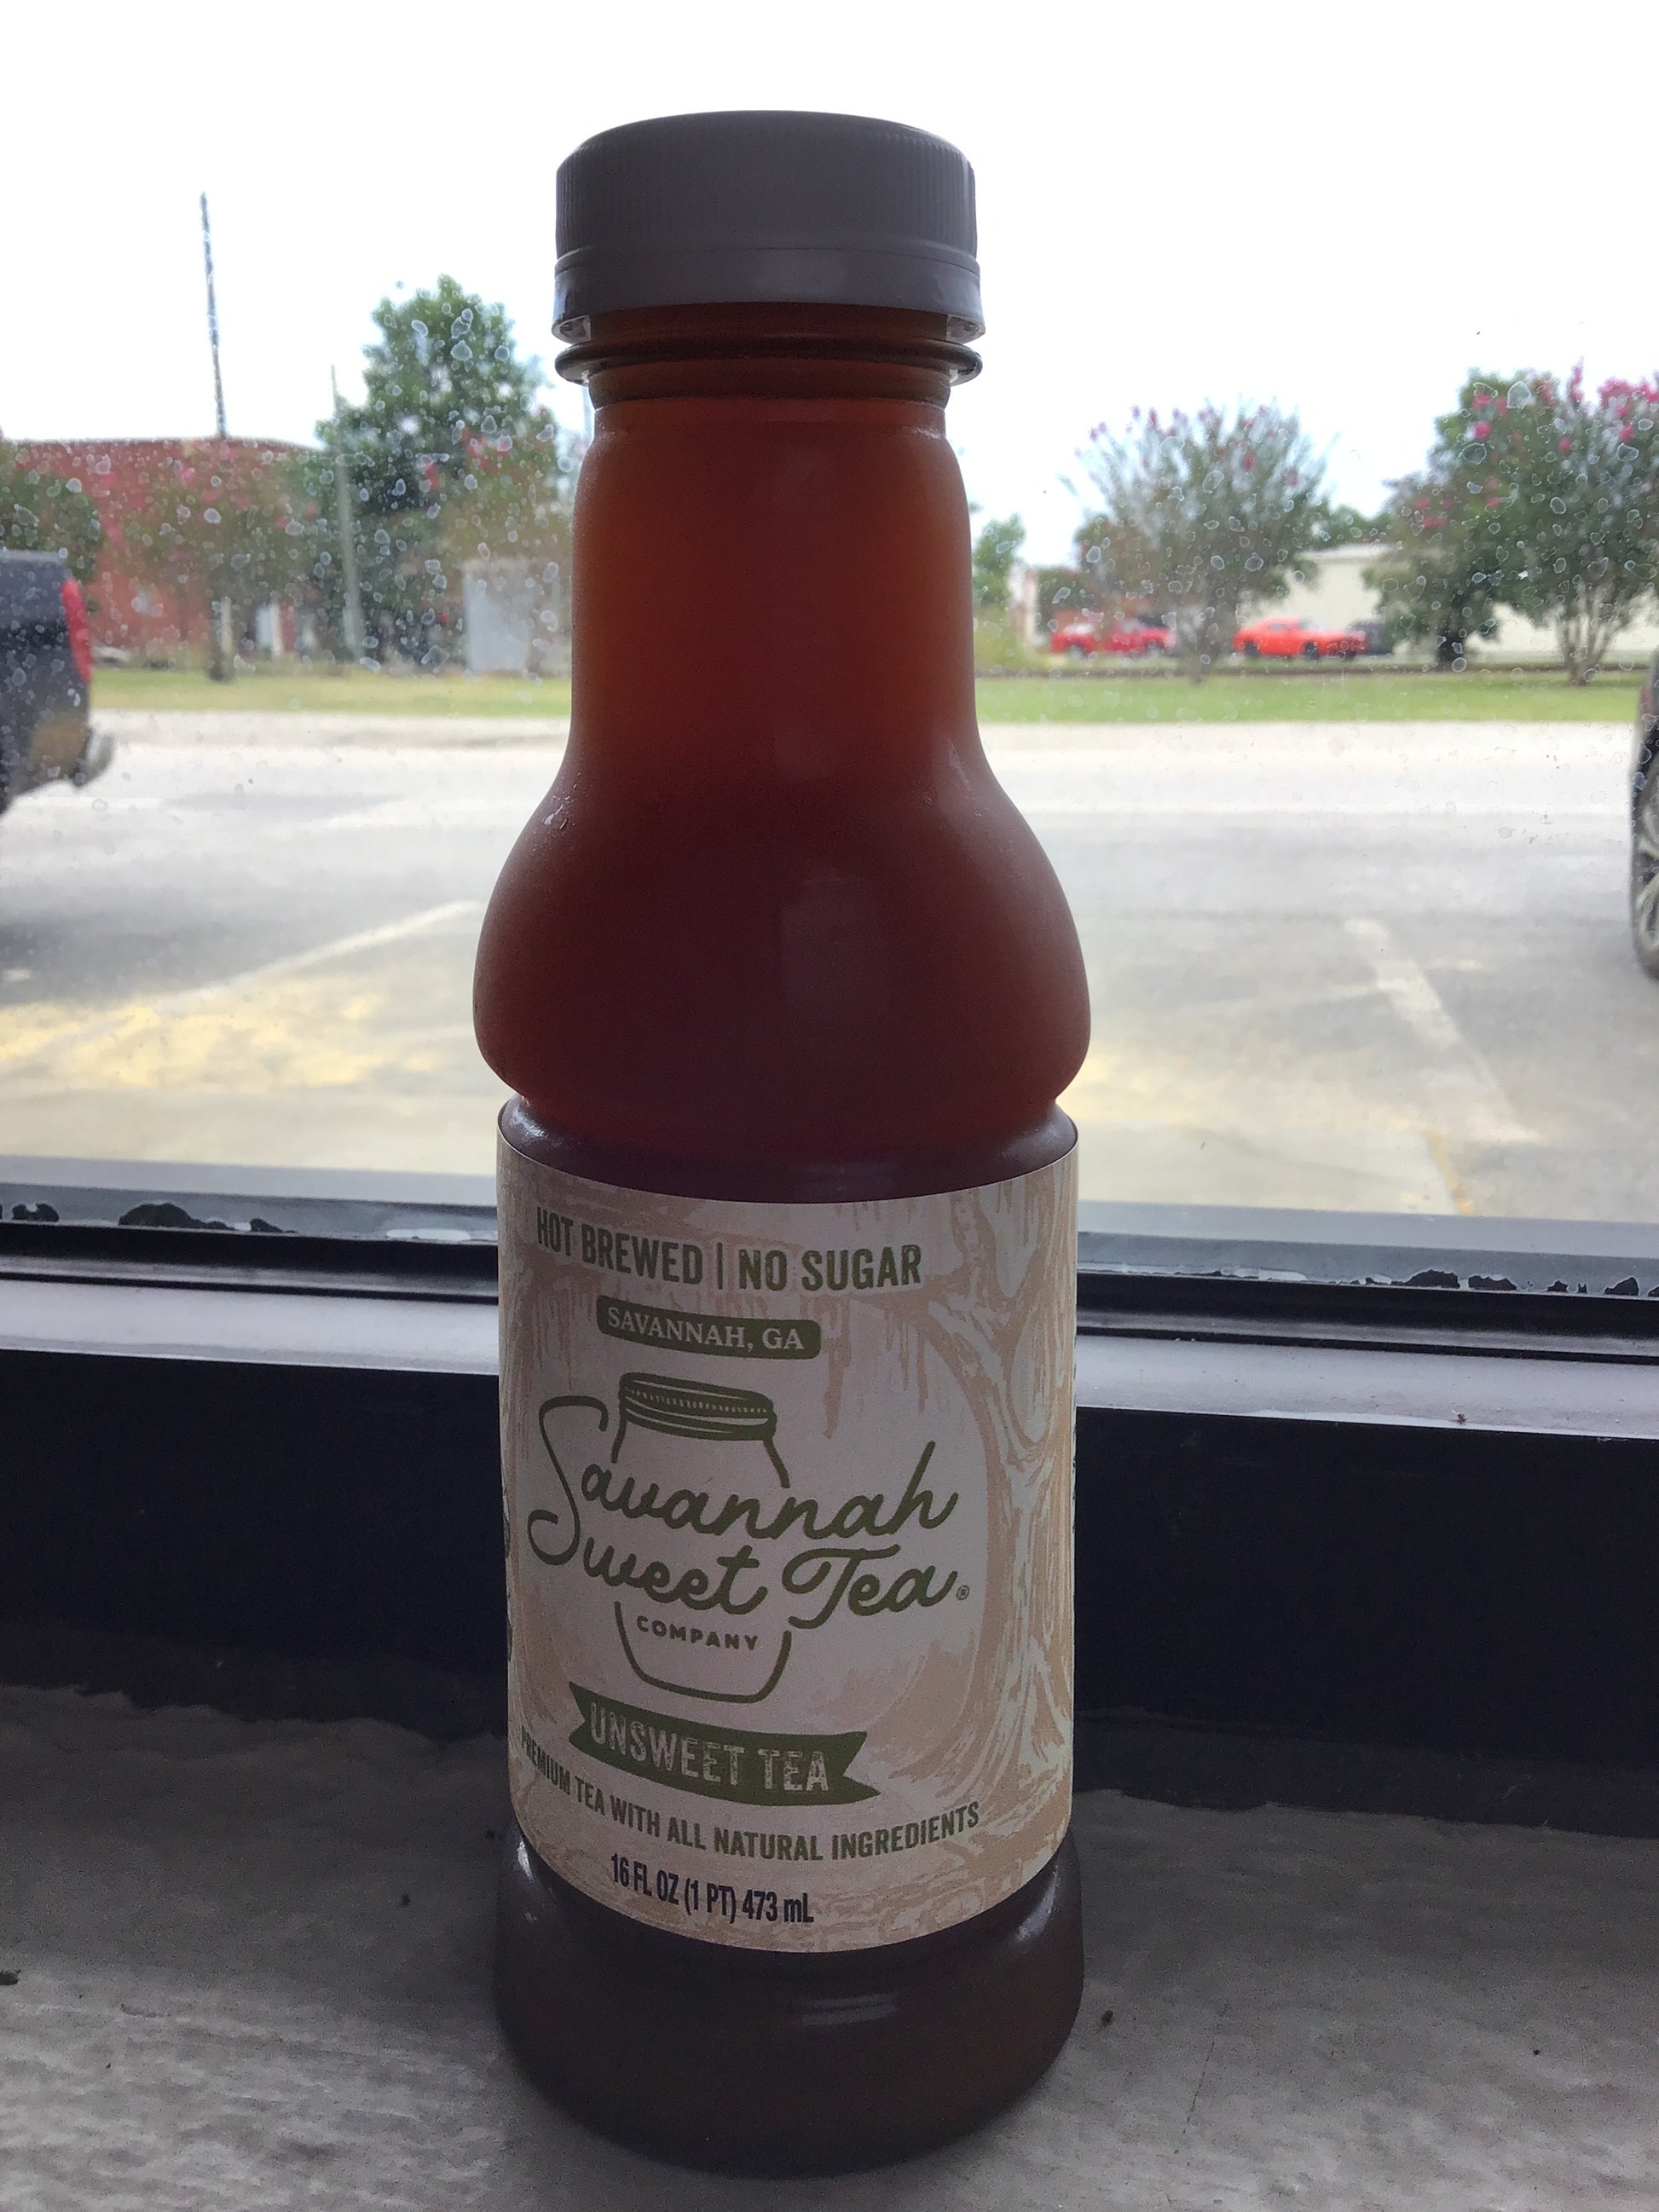 HOT BREWED | NO SUGAR
SAVANNAH, GA
Savannah
Sweet Tea®
COMPANY
UNSWEET TEA
PREMIUM TEA WITH ALL NATURAL INGREDIENTS
16 FL OZ (1 PT) 473 mL